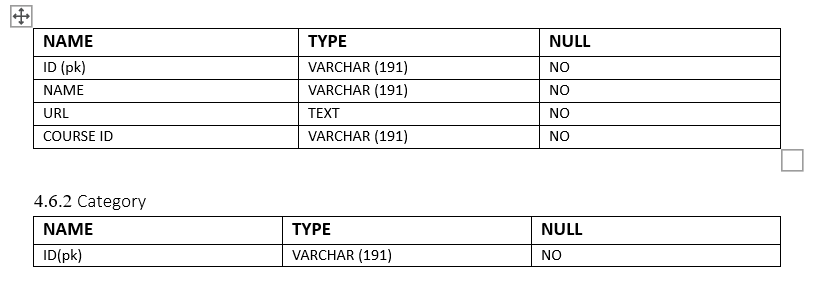 NAME TYPE NULL
ID (pk) VARCHAR (191) NO
NAME VARCHAR (191) NO
URL TEXT NO
COURSE ID VARCHAR (191) NO
4.6.2 Category
NAME TYPE NULL
ID(pk) VARCHAR (191) NO